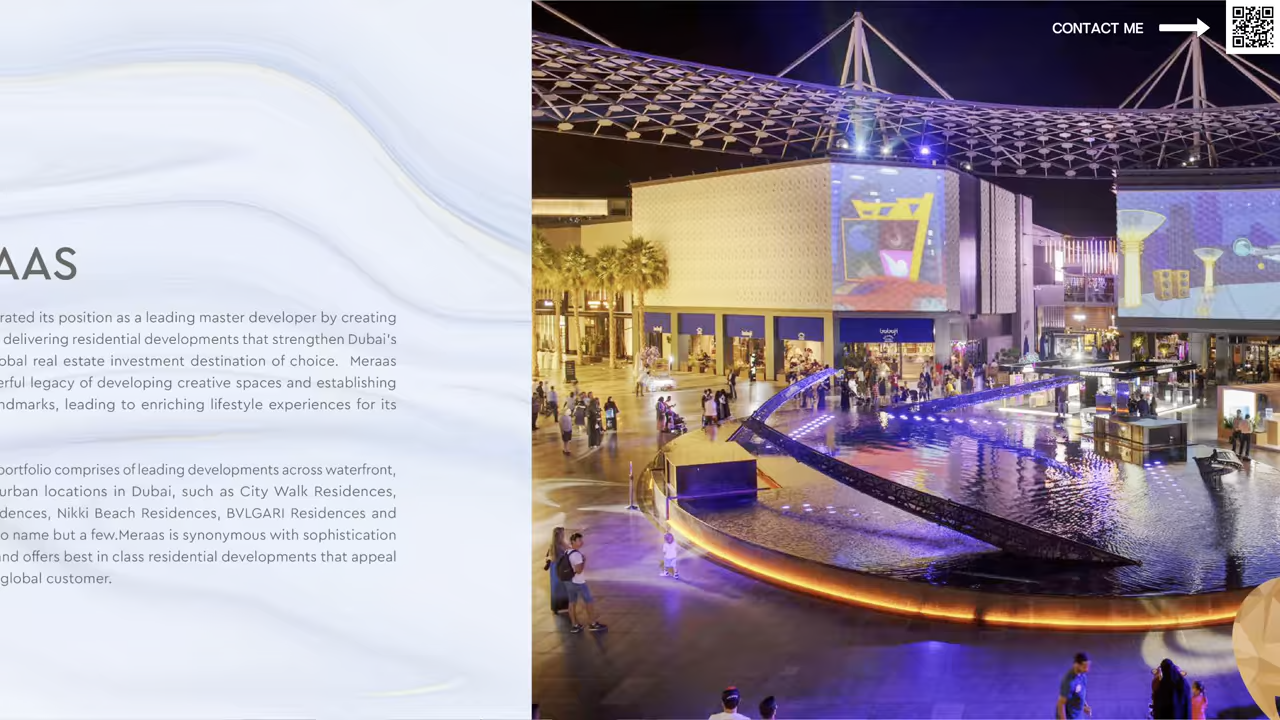 CONTACT ME
AAS
rated its position as a leading master developer by creating
delivering residential developments that strengthen Dubai's
obal real estate investment destination of choice. Meraas
erful legacy of developing creative spaces and establishing
ndmarks, leading to enriching lifestyle experiences for its
portfolio comprises of leading developments across waterfront,
urban locations in Dubai, such as City Walk Residences,
dences, Nikki Beach Residences, BVLGARI Residences and
o name but a few.Meraas is synonymous with sophistication
and offers best in class residential developments that appeal
global customer.